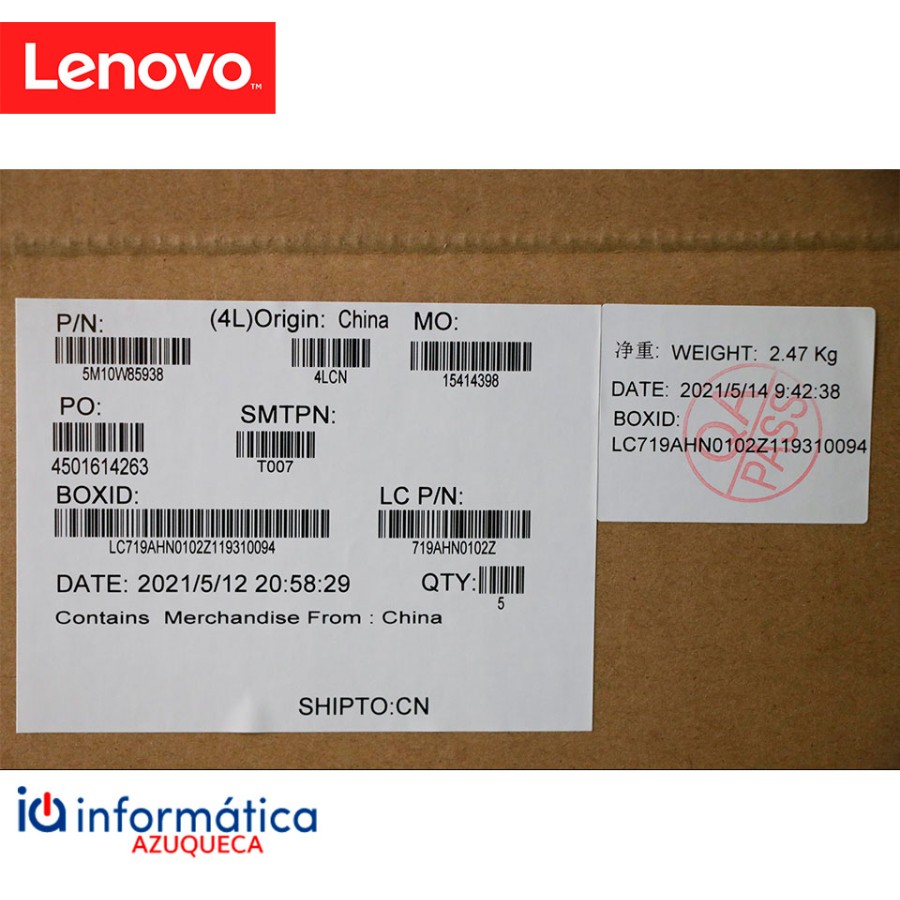 Lenovo™
P/N: (4L)Origin: China MO:
5M10W85938 4LCN 15414398
PO: SMTPN:
4501614263 T007
BOXID: LC P/N:
LC719AHN0102Z119310094 719AHN0102Z
DATE: 2021/5/12 20:58:29 QTY:
5
Contains Merchandise From : China
SHIPTO:CN
净重: WEIGHT: 2.47 Kg
DATE: 2021/5/14 9:42:38
BOXID:
LC719AHN0102Z119310094
QA
PASS
iQ informática
AZUQUECA